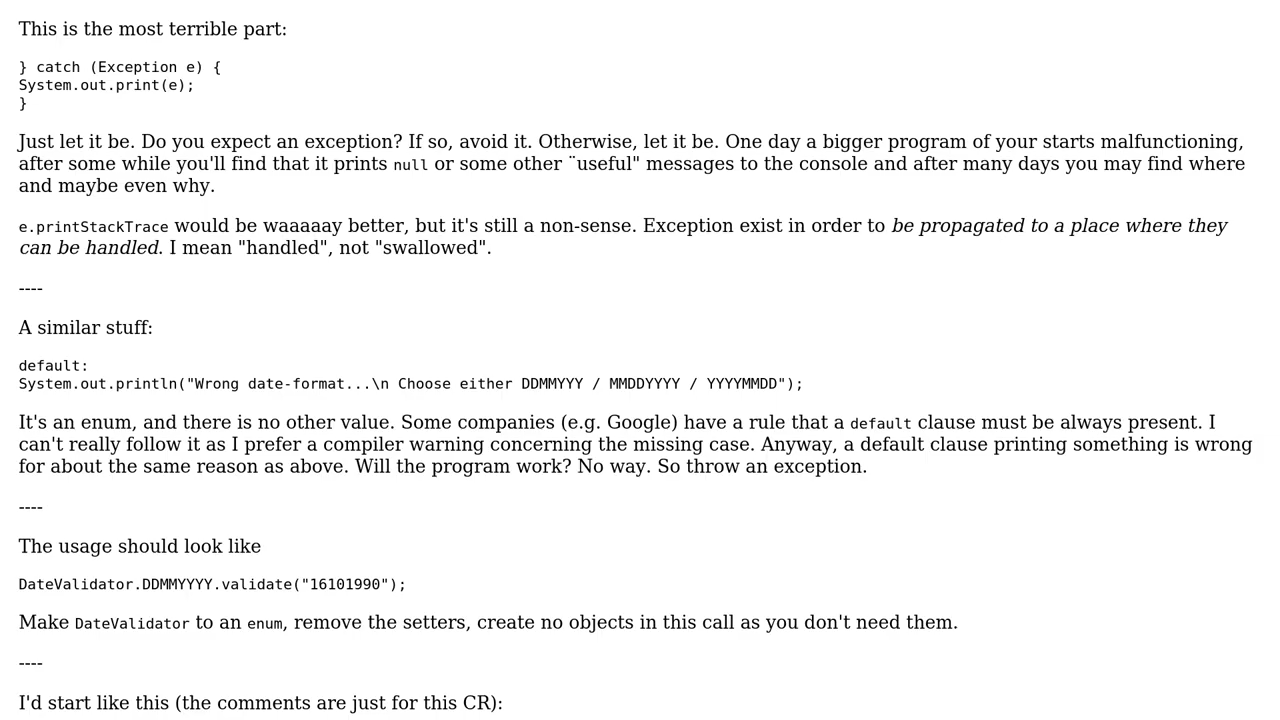 This is the most terrible part:
} catch (Exception e) {
System.out.print(e);
}
Just let it be. Do you expect an exception? If so, avoid it. Otherwise, let it be. One day a bigger program of your starts malfunctioning,
after some while you'll find that it prints null or some other ¨useful" messages to the console and after many days you may find where
and maybe even why.
e.printStackTrace would be waaaaay better, but it's still a non-sense. Exception exist in order to be propagated to a place where they
can be handled. I mean "handled", not "swallowed".
----
A similar stuff:
default:
System.out.println("Wrong date-format...\n Choose either DDMMYYY / MMDDYYYY / YYYYMMDD");
It's an enum, and there is no other value. Some companies (e.g. Google) have a rule that a default clause must be always present. I
can't really follow it as I prefer a compiler warning concerning the missing case. Anyway, a default clause printing something is wrong
for about the same reason as above. Will the program work? No way. So throw an exception.
----
The usage should look like
DateValidator.DDMMYYYY.validate("16101990");
Make DateValidator to an enum, remove the setters, create no objects in this call as you don't need them.
----
I'd start like this (the comments are just for this CR):